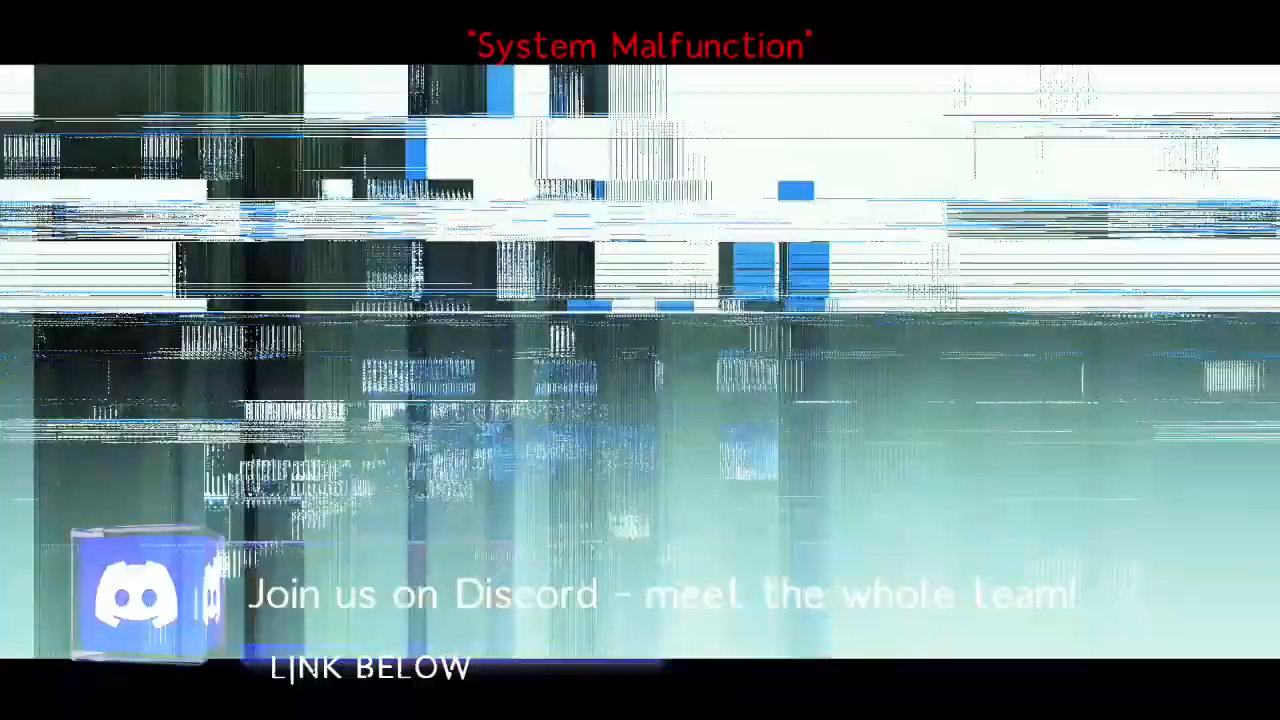 "System Malfunction"
Join us on Discord - meet the whole team!
LINK BELOW